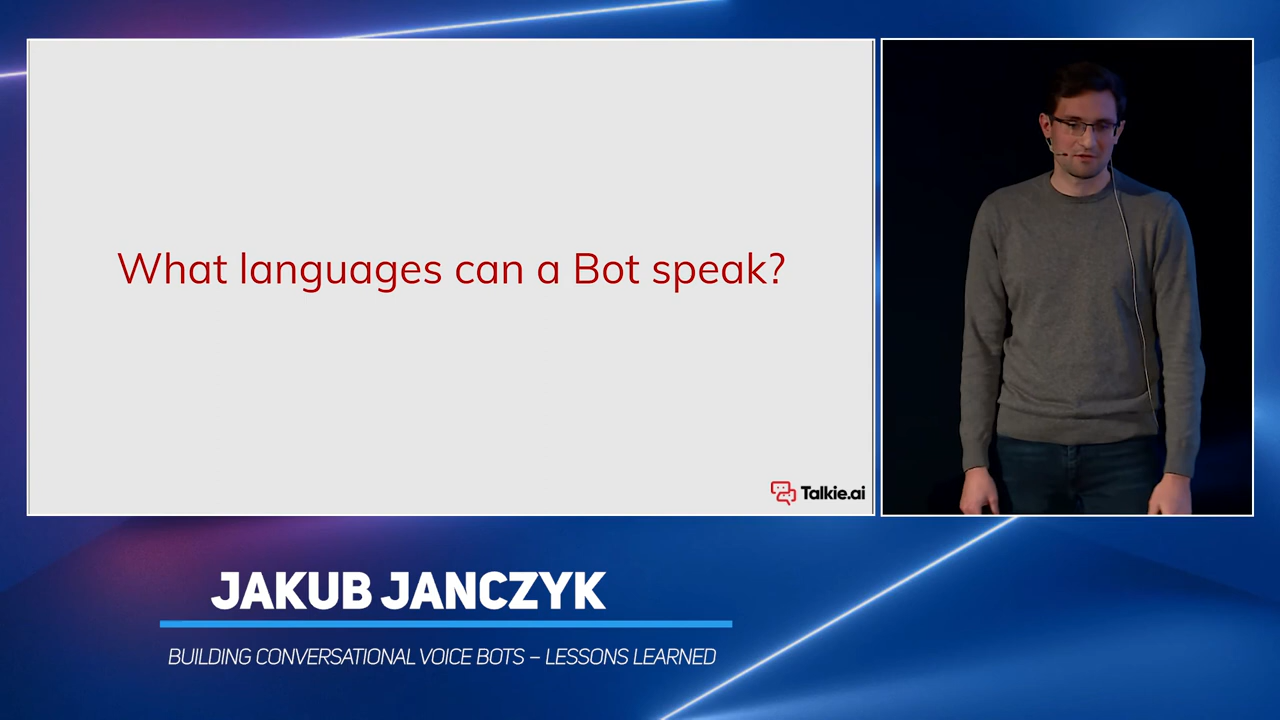 What languages can a Bot speak?
Talkie.ai
JAKUB JANCZYK
BUILDING CONVERSATIONAL VOICE BOTS – LESSONS LEARNED